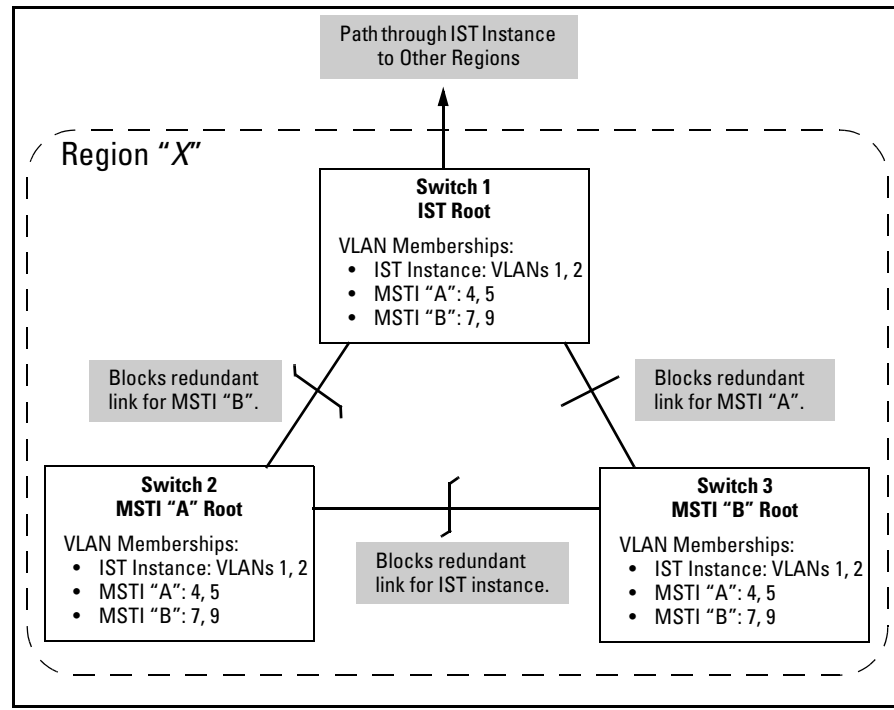 Path through IST Instance
to Other Regions
Region “X”
Switch 1
IST Root
VLAN Memberships:
• IST Instance: VLANs 1, 2
• MSTI “A”: 4, 5
• MSTI “B”: 7, 9
Blocks redundant
link for MSTI “B”.
Blocks redundant
link for MSTI “A”.
Switch 2
MSTI “A” Root
VLAN Memberships:
• IST Instance: VLANs 1, 2
• MSTI “A”: 4, 5
• MSTI “B”: 7, 9
Blocks redundant
link for IST instance.
Switch 3
MSTI “B” Root
VLAN Memberships:
• IST Instance: VLANs 1, 2
• MSTI “A”: 4, 5
• MSTI “B”: 7, 9